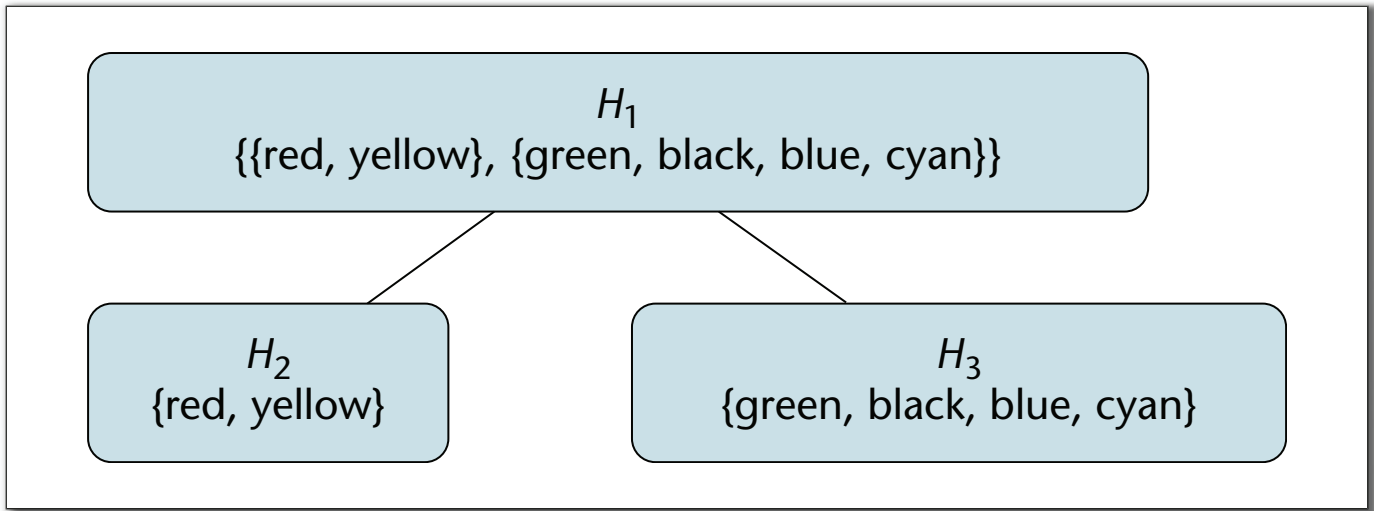 H₁
{{red, yellow}, {green, black, blue, cyan}}
H₂
{red, yellow}
H₃
{green, black, blue, cyan}